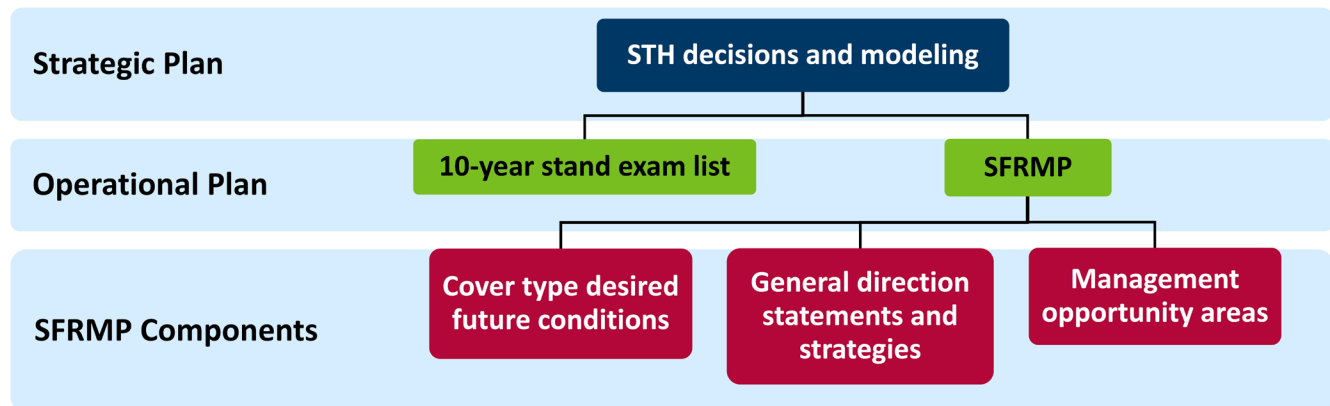 Strategic Plan
STH decisions and modeling
Operational Plan
10-year stand exam list
SFRMP
SFRMP Components
Cover type desired
future conditions
General direction
statements and
strategies
Management
opportunity areas